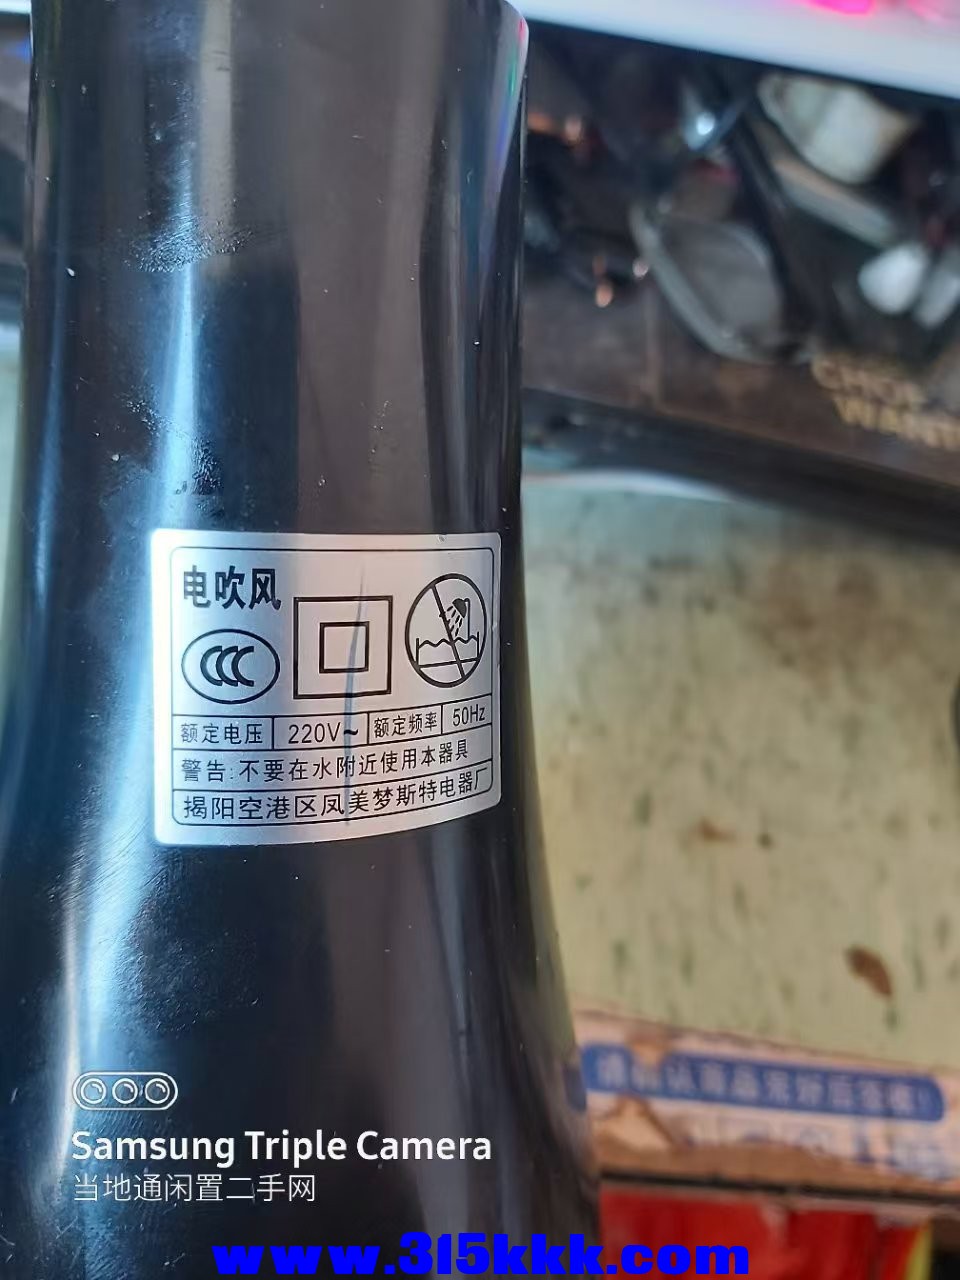 CHOE
WANT
电吹风
CCC
额定电压 220V~ 额定频率 50Hz
警告:不要在水附近使用本器具
揭阳空港区凤美梦斯特电器厂
Samsung Triple Camera
当地通闲置二手网
www.315kkk.com